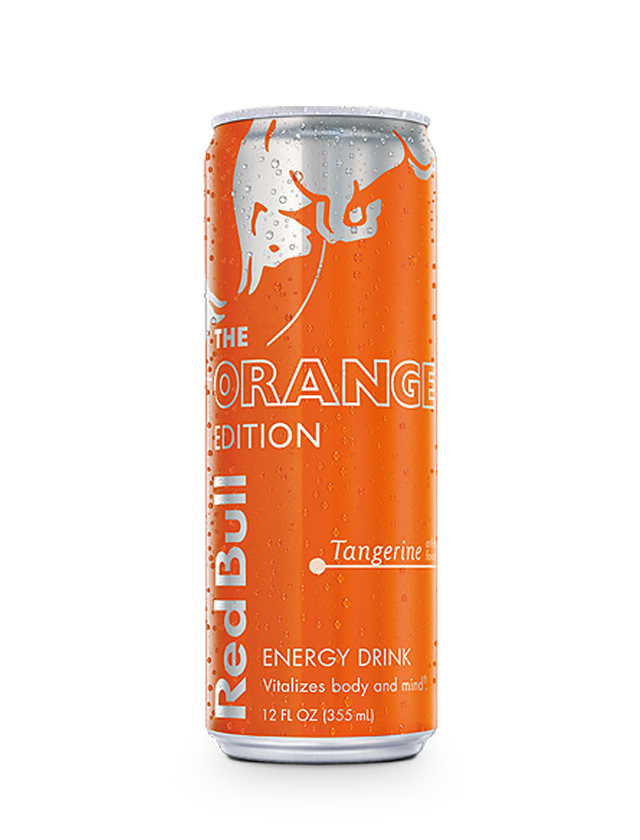 THE
ORANGE
EDITION
Red Bull
Tangerine
ENERGY DRINK
Vitalizes body and mind®.
12 FL OZ (355 mL)